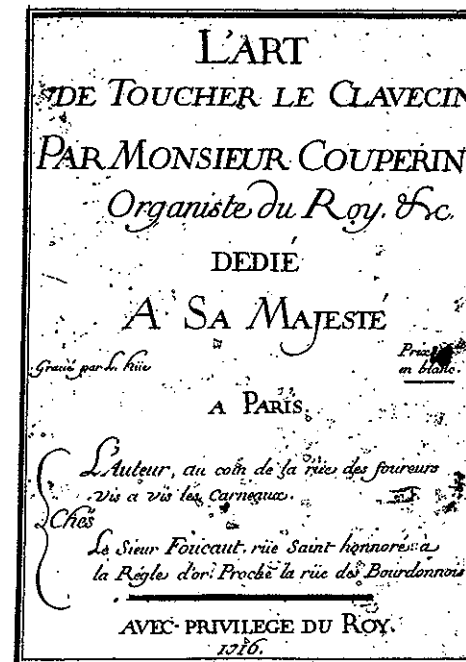 L'ART
DE TOUCHER LE CLAVECIN
PAR MONSIEUR COUPERIN
Organiste du Roy. &c.
DEDIÉ
A SA MAJESTÉ
Gravé par L. Hüe
Prix
en blanc.
A PARIS.
Chés
L'Auteur, au coin de la rüe des foureurs
vis a vis les Carneaux.
Le Sieur Foucaut, rüe Saint honnoré a
la Régle d'or: Proche la rüe des Bourdonnois
AVEC PRIVILEGE DU ROY.
1716.